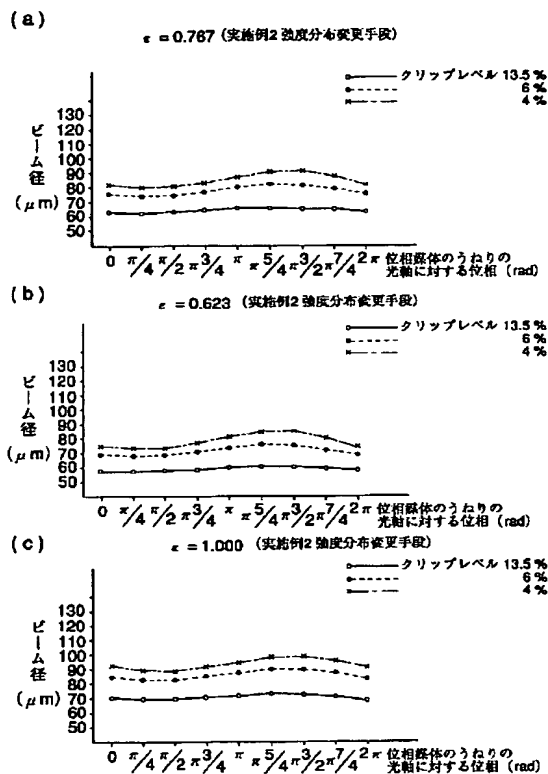 (a)
ε = 0.767 (実施例2 強度分布変更手段)
クリップレベル 13.5 %
6 %
4 %
ビーム径
(μm)
130
120
110
100
90
80
70
60
50
0 π/4 π/2 π3/4 π π5/4 π3/2 π7/4 2π
位相媒体のうねりの
光軸に対する位相 (rad)
(b)
ε = 0.623 (実施例2 強度分布変更手段)
クリップレベル 13.5 %
6 %
4 %
ビーム径
(μm)
130
120
110
100
90
80
70
60
50
0 π/4 π/2 π3/4 π π5/4 π3/2 π7/4 2π
位相媒体のうねりの
光軸に対する位相 (rad)
(c)
ε = 1.000 (実施例2 強度分布変更手段)
クリップレベル 13.5 %
6 %
4 %
ビーム径
(μm)
130
120
110
100
90
80
70
60
50
0 π/4 π/2 π3/4 π π5/4 π3/2 π7/4 2π
位相媒体のうねりの
光軸に対する位相 (rad)